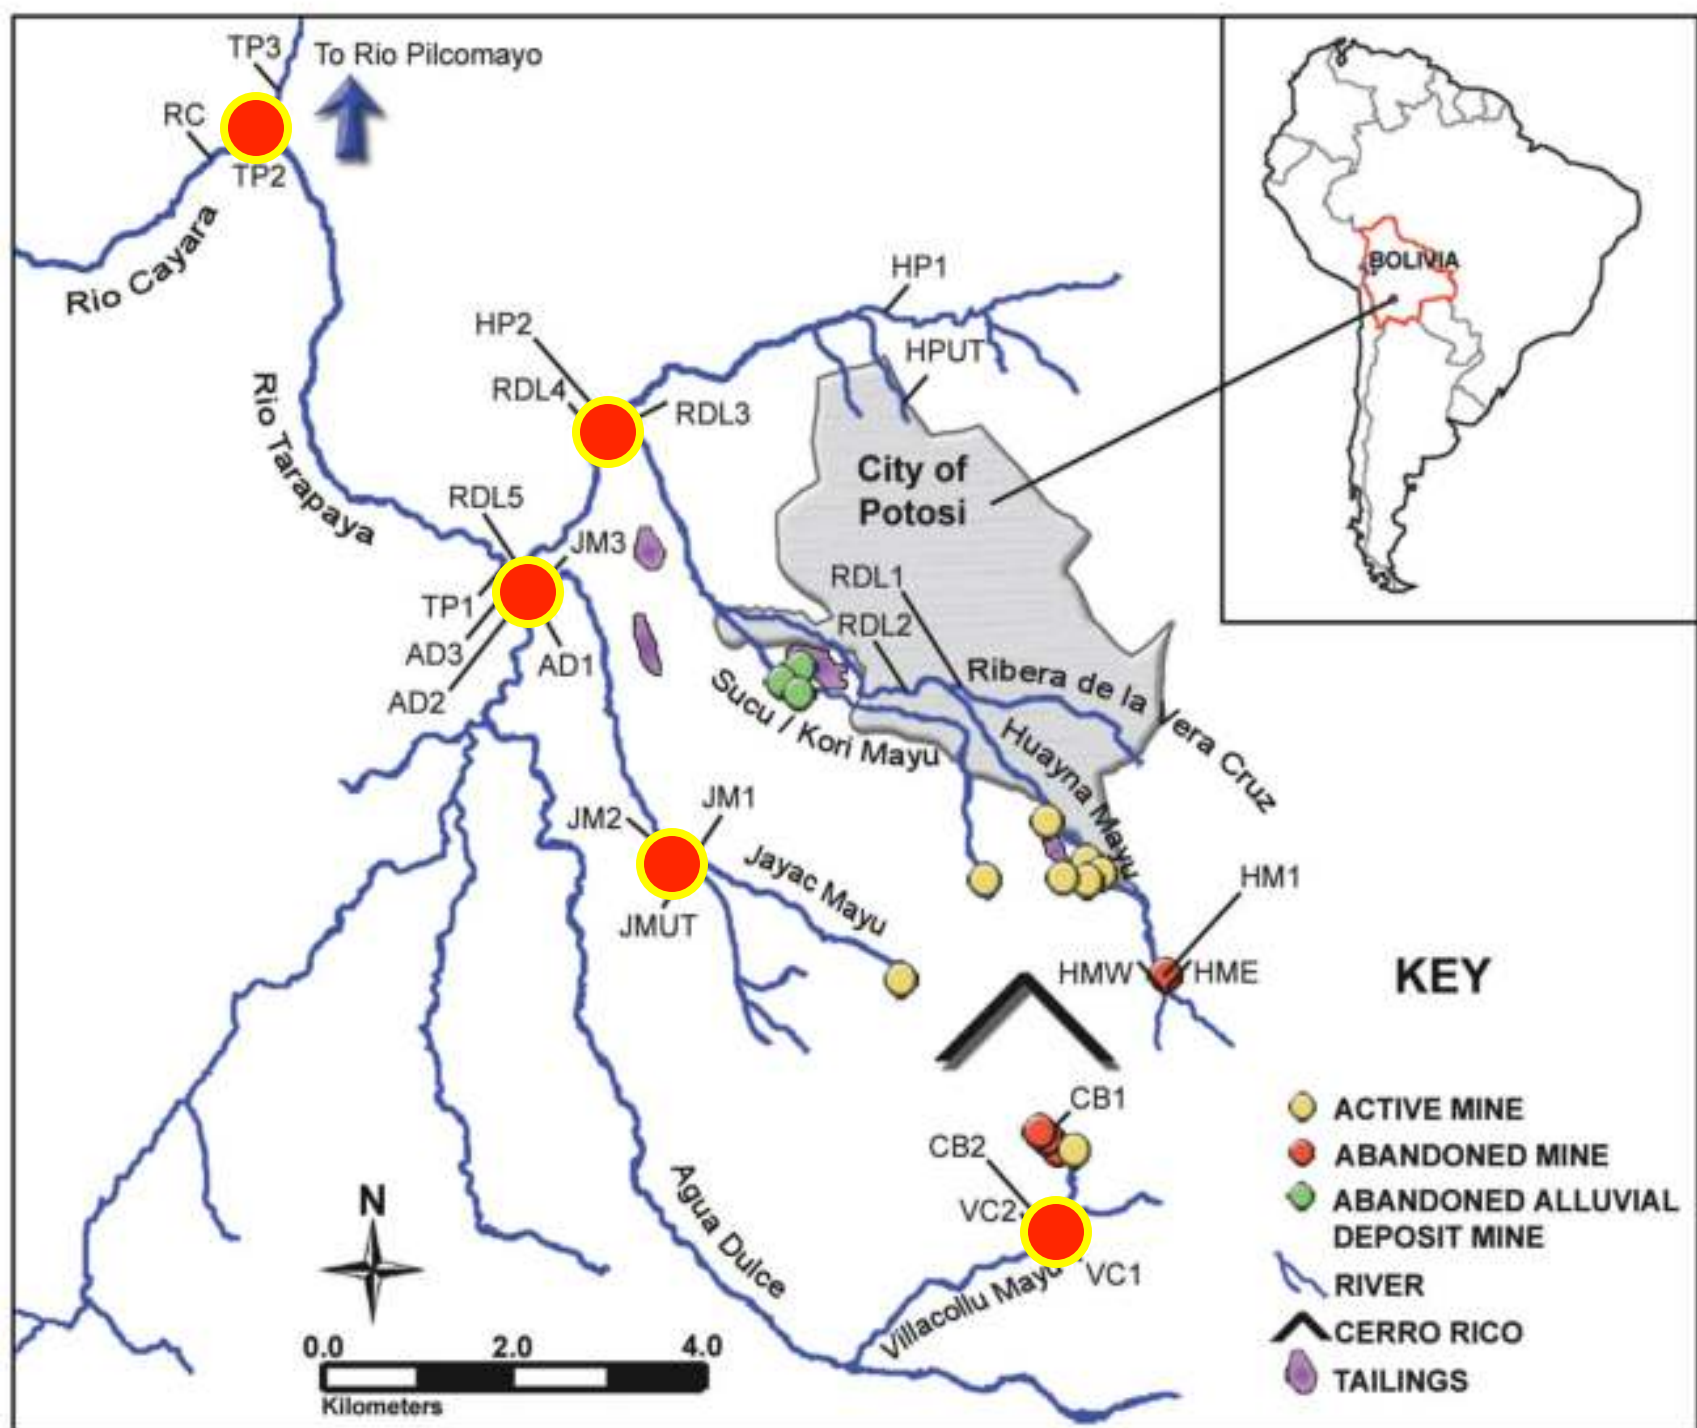 TP3
To Rio Pilcomayo
RC
TP2
Rio Cayara
BOLIVIA
HP1
HP2
HPUT
RDL4
RDL3
Rio Tarapaya
City of
Potosi
RDL5
JM3
RDL1
TP1
RDL2
AD3
AD1
AD2
Ribera de la Vera Cruz
Sucu / Kori Mayu
Huayna Mayu
JM1
JM2
Jayac Mayu
JMUT
HM1
HMW
HME
KEY
CB1
CB2
VC2
VC1
Villacollu Mayu
Agua Dulce
N
0.0 2.0 4.0
Kilometers
ACTIVE MINE
ABANDONED MINE
ABANDONED ALLUVIAL
DEPOSIT MINE
RIVER
CERRO RICO
TAILINGS